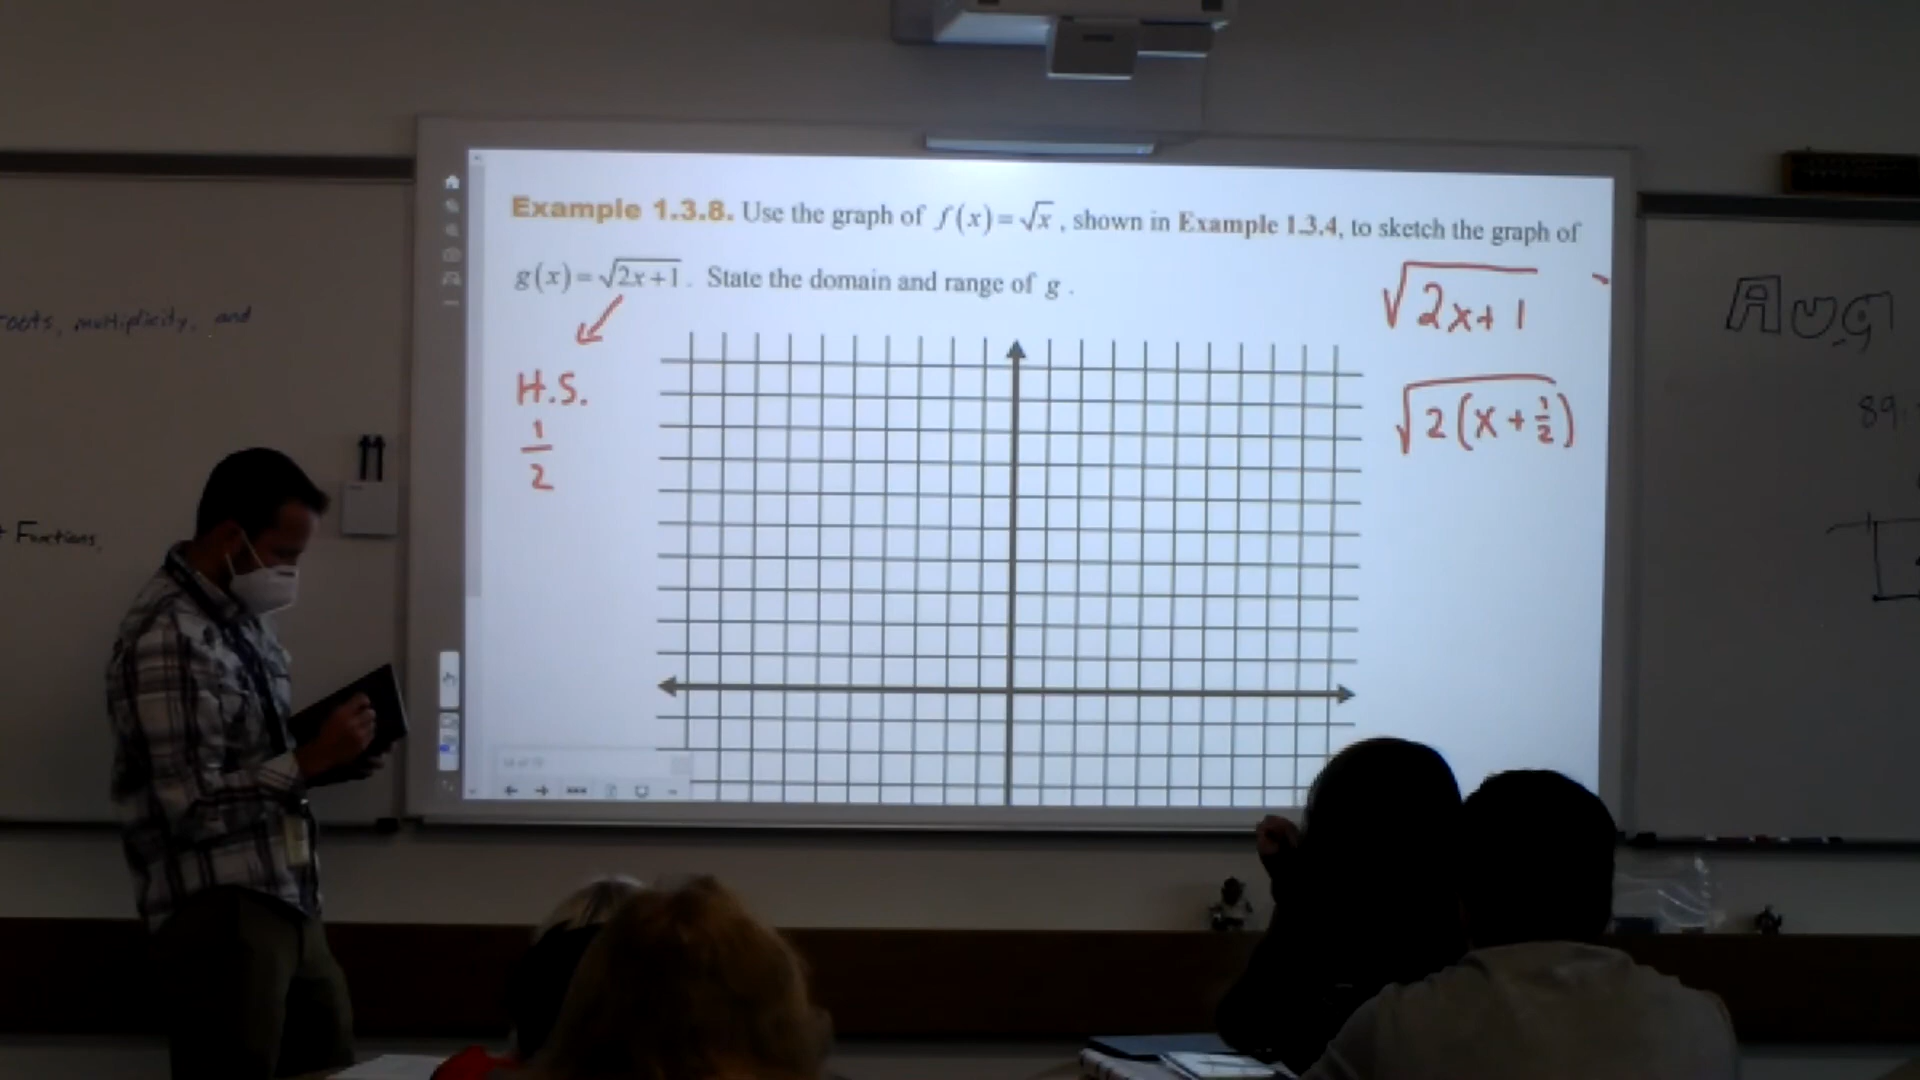 Example 1.3.8. Use the graph of f(x)=√x, shown in Example 1.3.4, to sketch the graph of
g(x)=√2x+1. State the domain and range of g.
H.S.
1
2
√2x+1
√2(x+1/2)
roots, multiplicity, and
Functions,
Aug
89